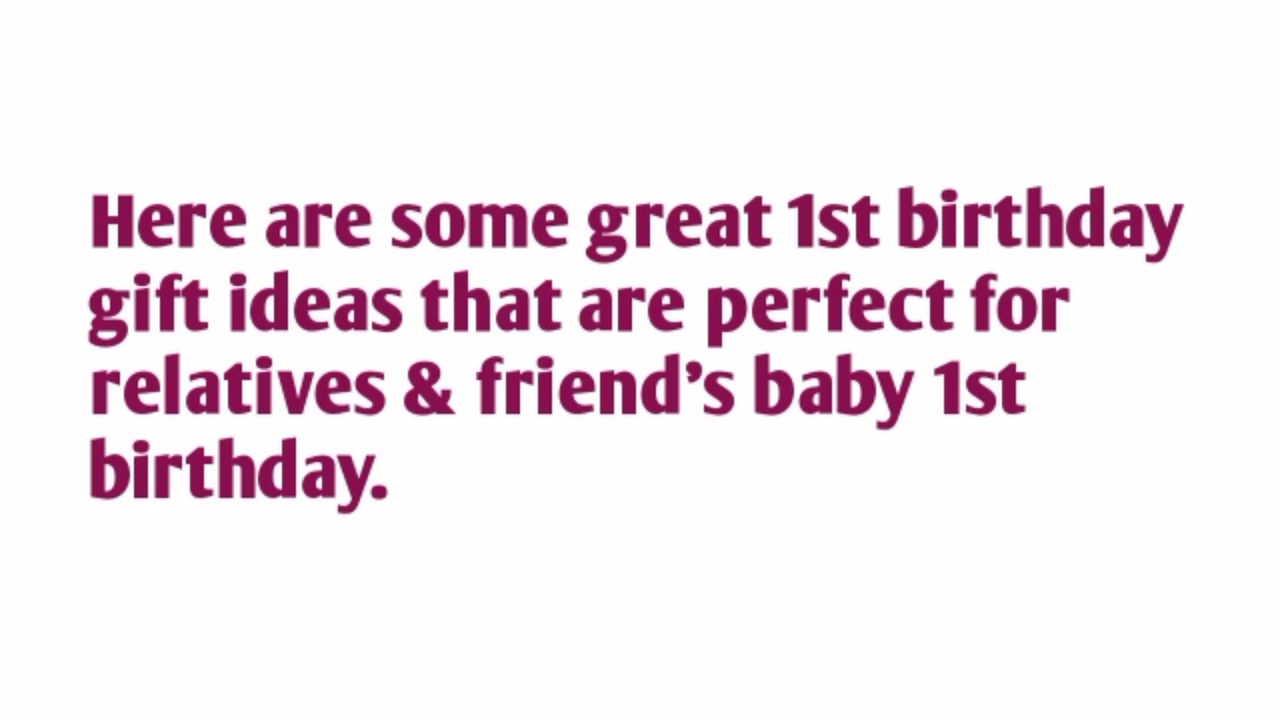 Here are some great 1st birthday
gift ideas that are perfect for
relatives & friend’s baby 1st
birthday.